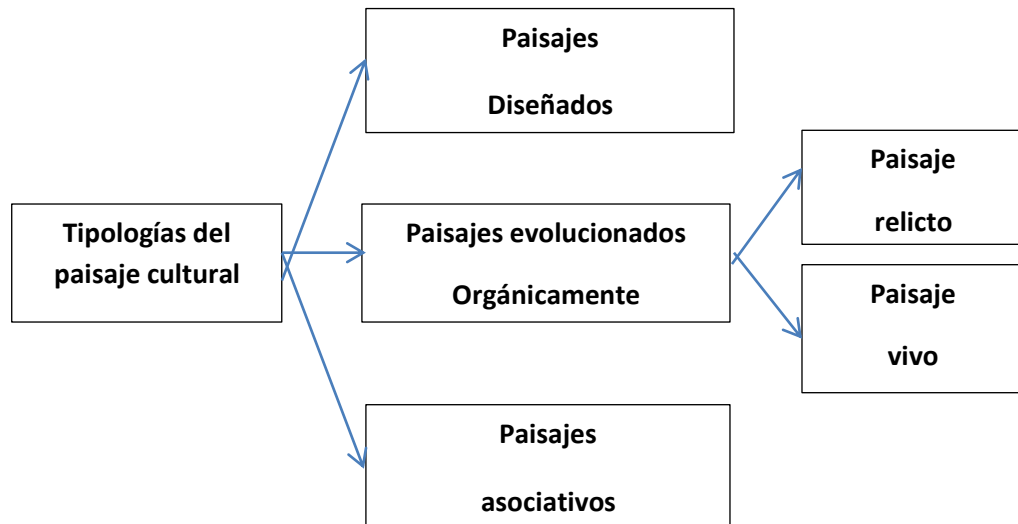 Tipologías del
paisaje cultural
Paisajes
Diseñados
Paisajes evolucionados
Orgánicamente
Paisajes
asociativos
Paisaje
relicto
Paisaje
vivo